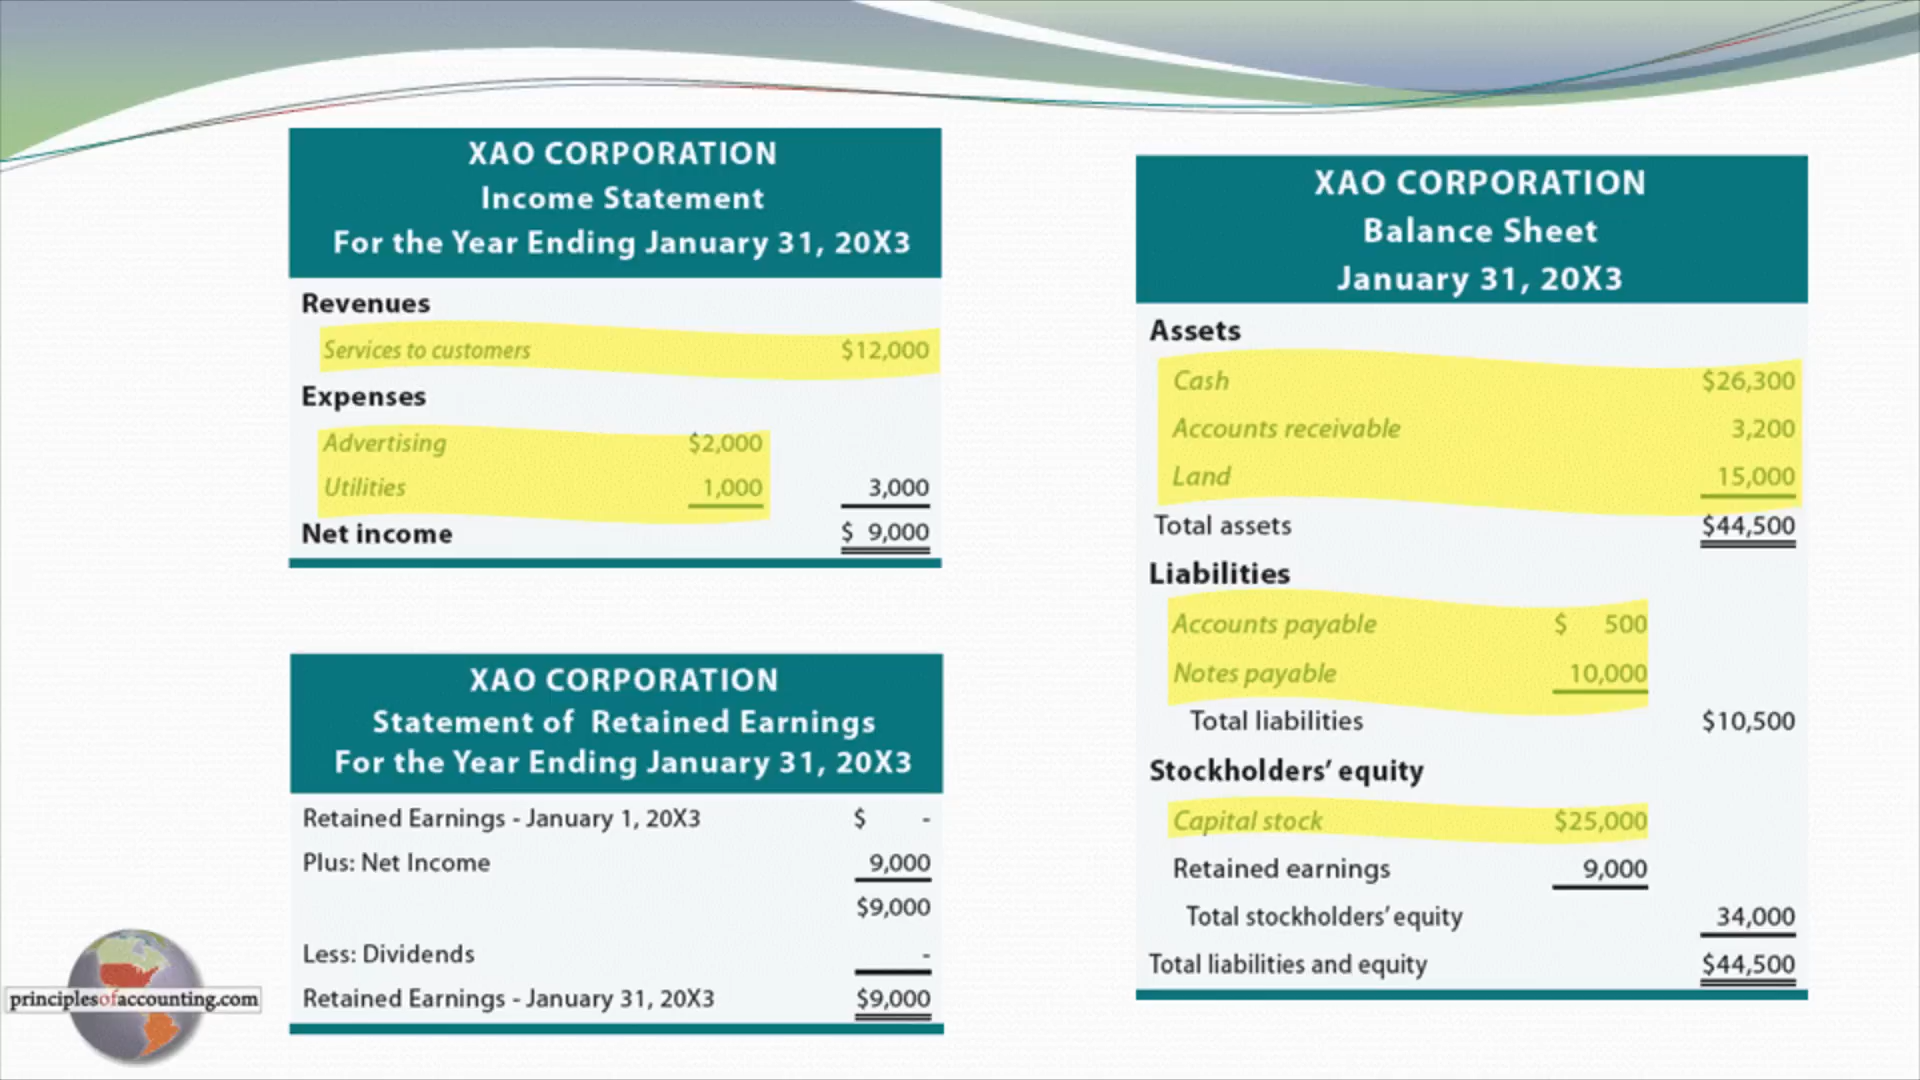 XAO CORPORATION
Income Statement
For the Year Ending January 31, 20X3
Revenues
Services to customers $12,000
Expenses
Advertising $2,000
Utilities 1,000 3,000
Net income $ 9,000
XAO CORPORATION
Statement of Retained Earnings
For the Year Ending January 31, 20X3
Retained Earnings - January 1, 20X3 $ -
Plus: Net Income 9,000
$9,000
Less: Dividends -
Retained Earnings - January 31, 20X3 $9,000
XAO CORPORATION
Balance Sheet
January 31, 20X3
Assets
Cash $26,300
Accounts receivable 3,200
Land 15,000
Total assets $44,500
Liabilities
Accounts payable $ 500
Notes payable 10,000
Total liabilities $10,500
Stockholders’ equity
Capital stock $25,000
Retained earnings 9,000
Total stockholders’ equity 34,000
Total liabilities and equity $44,500
principlesofaccounting.com